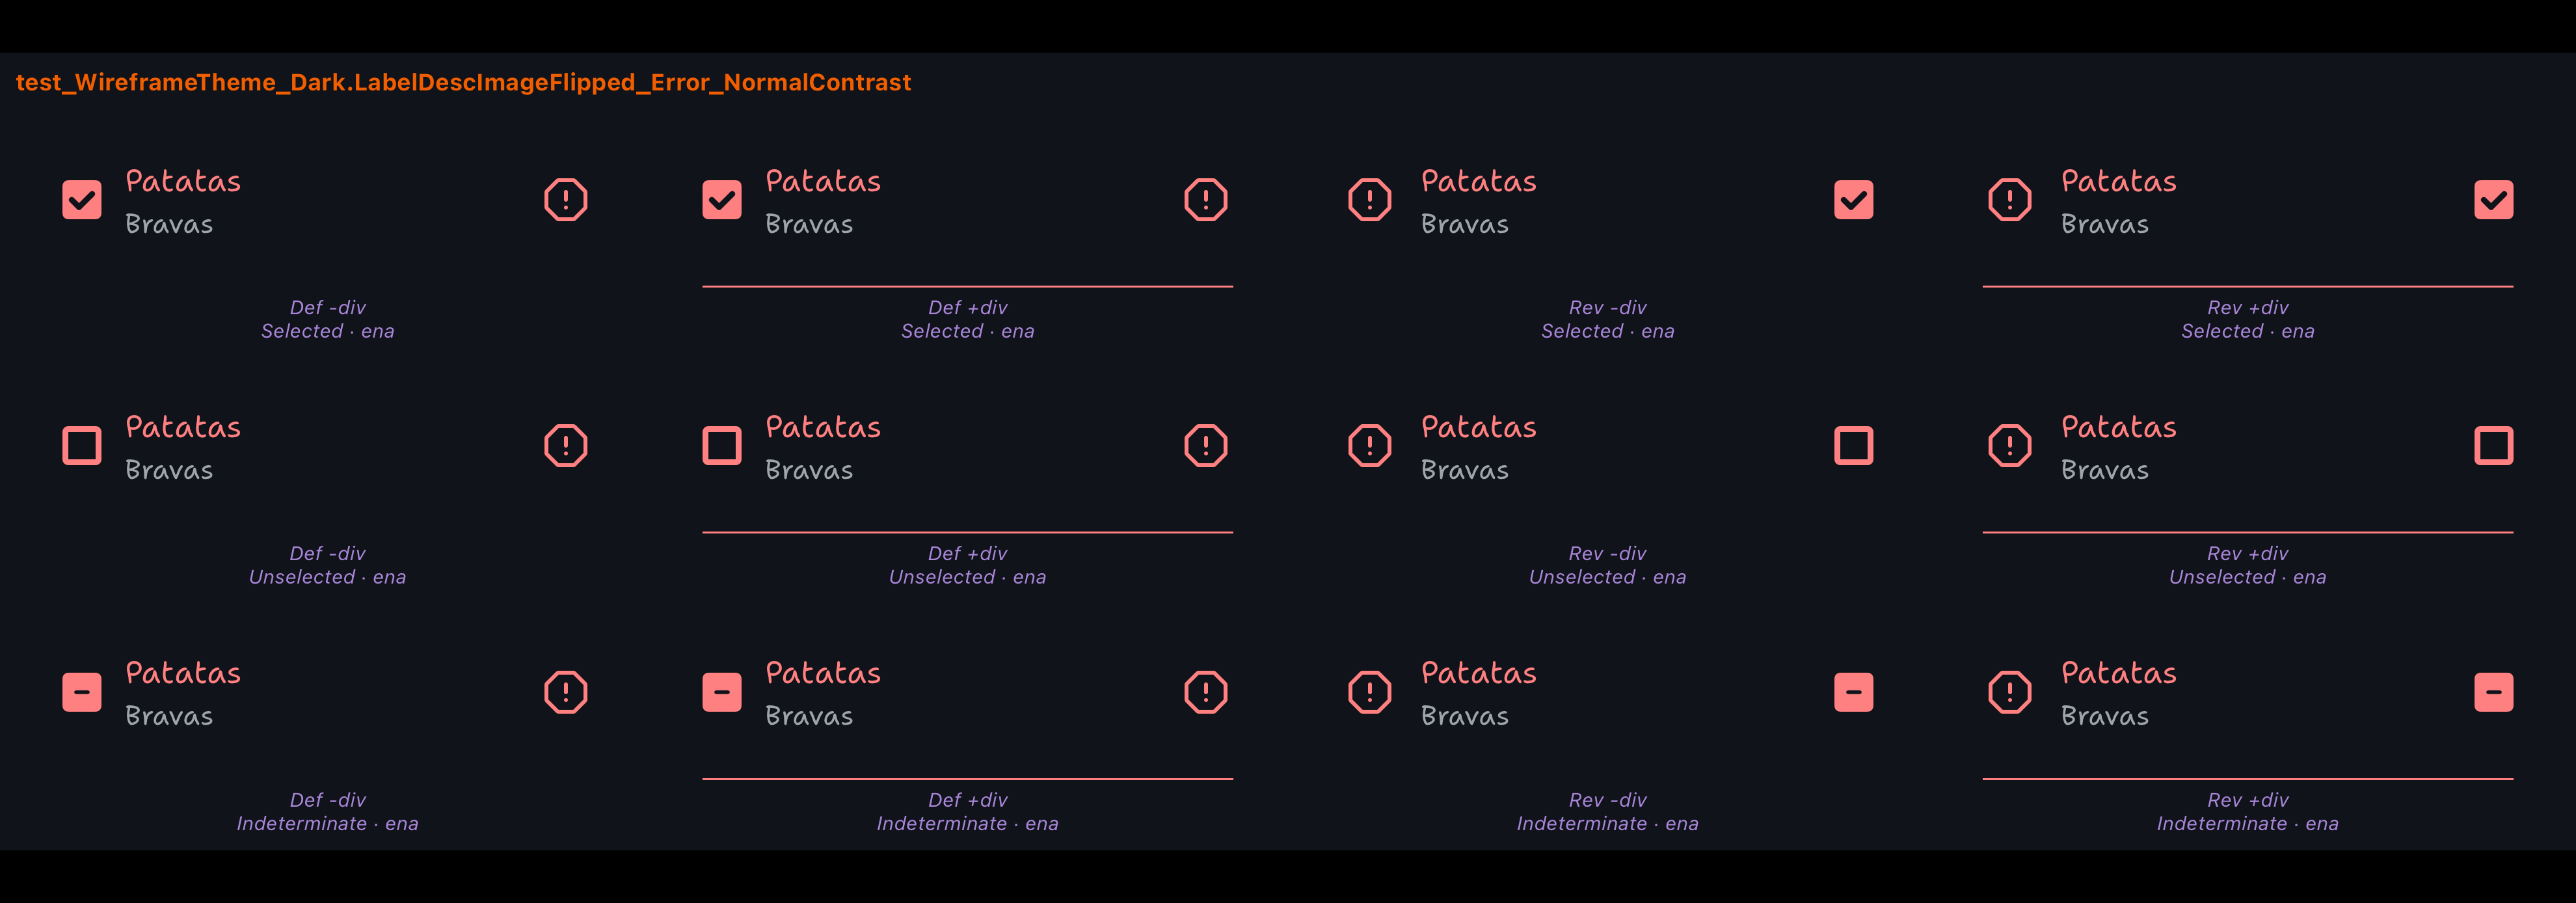 test_WireframeTheme_Dark.LabelDescImageFlipped_Error_NormalContrast
Patatas
Bravas
Def -div
Selected · ena
Patatas
Bravas
Def +div
Selected · ena
Patatas
Bravas
Rev -div
Selected · ena
Patatas
Bravas
Rev +div
Selected · ena
Patatas
Bravas
Def -div
Unselected · ena
Patatas
Bravas
Def +div
Unselected · ena
Patatas
Bravas
Rev -div
Unselected · ena
Patatas
Bravas
Rev +div
Unselected · ena
Patatas
Bravas
Def -div
Indeterminate · ena
Patatas
Bravas
Def +div
Indeterminate · ena
Patatas
Bravas
Rev -div
Indeterminate · ena
Patatas
Bravas
Rev +div
Indeterminate · ena